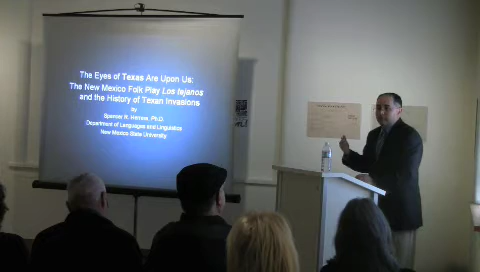 The Eyes of Texas Are Upon Us:
The New Mexico Folk Play Los tejanos
and the History of Texan Invasions
by
Spencer R. Herrera, Ph.D.
Department of Languages and Linguistics
New Mexico State University